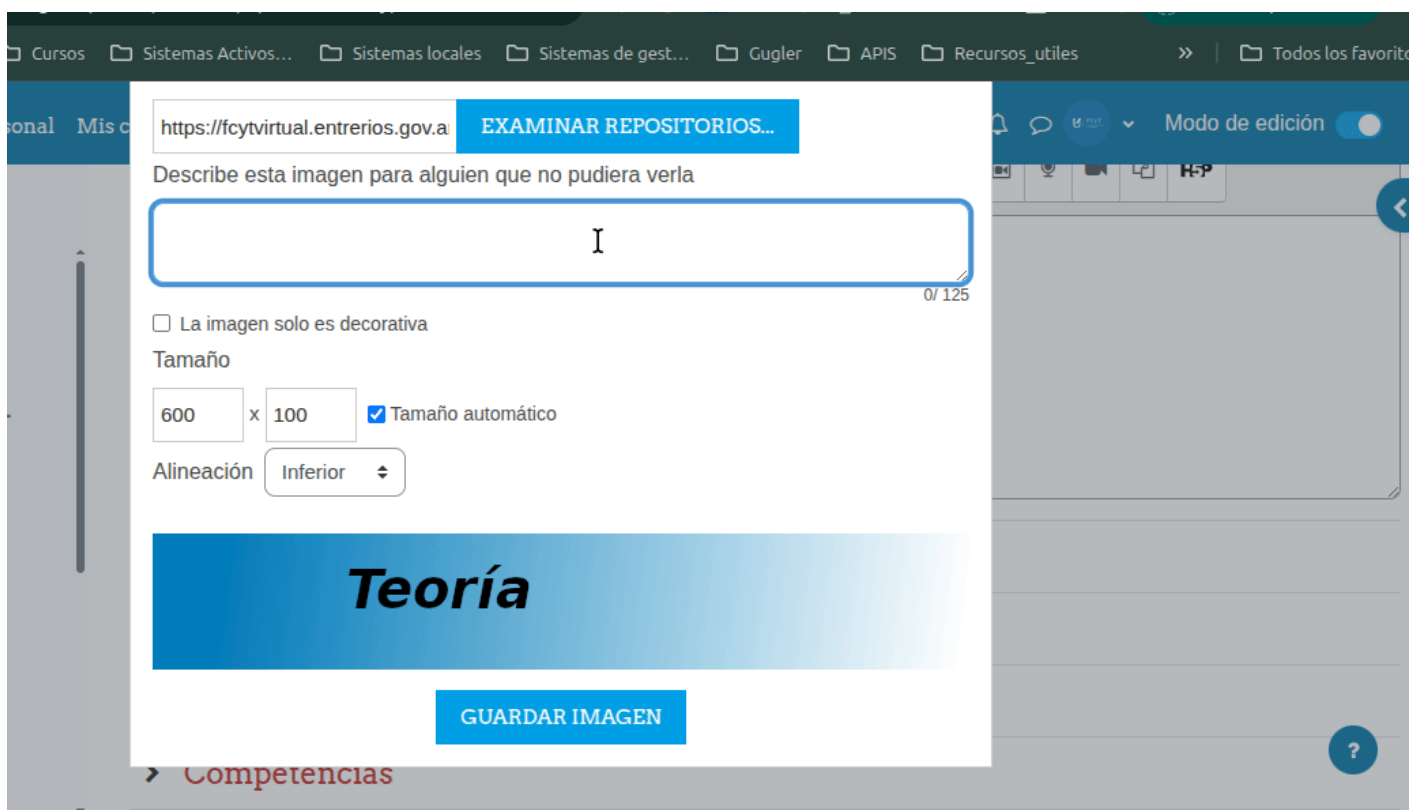 Cursos Sistemas Activos... Sistemas locales Sistemas de gest... Gugler APIS Recursos_utiles » Todos los favorito
sonal Mis c
Modo de edición
https://fcytvirtual.entrerios.gov.a EXAMINAR REPOSITORIOS...
Describe esta imagen para alguien que no pudiera verla
H5P
0/ 125
La imagen solo es decorativa
Tamaño
600 x 100 Tamaño automático
Alineación Inferior
Teoría
GUARDAR IMAGEN
?
Competencias